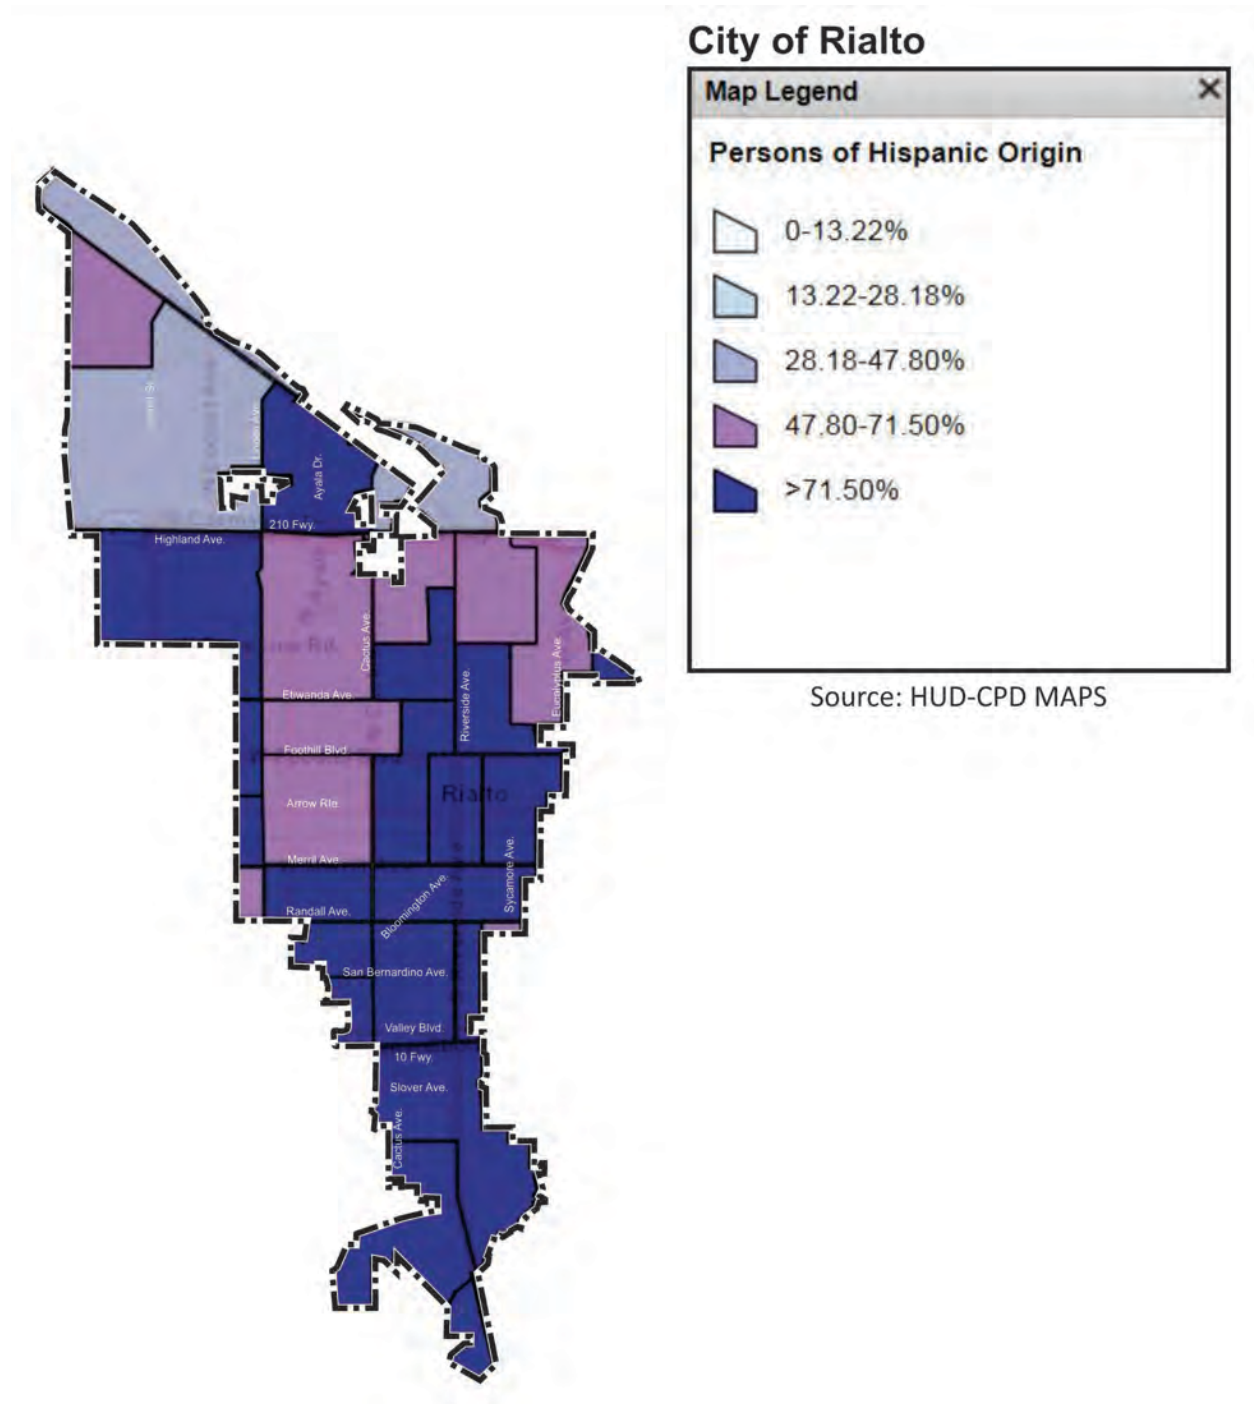 City of Rialto
Map Legend
Persons of Hispanic Origin
0-13.22%
13.22-28.18%
28.18-47.80%
47.80-71.50%
>71.50%
Source: HUD-CPD MAPS
Ayala Dr.
210 Fwy.
Highland Ave.
Cactus Ave.
Etiwanda Ave.
Riverside Ave.
Eucalyptus Ave.
Foothill Blvd.
Rialto
Arrow Rte.
Merril Ave.
Sycamore Ave.
Bloomington Ave.
Randall Ave.
San Bernardino Ave.
Valley Blvd.
10 Fwy.
Slover Ave.
Cactus Ave.